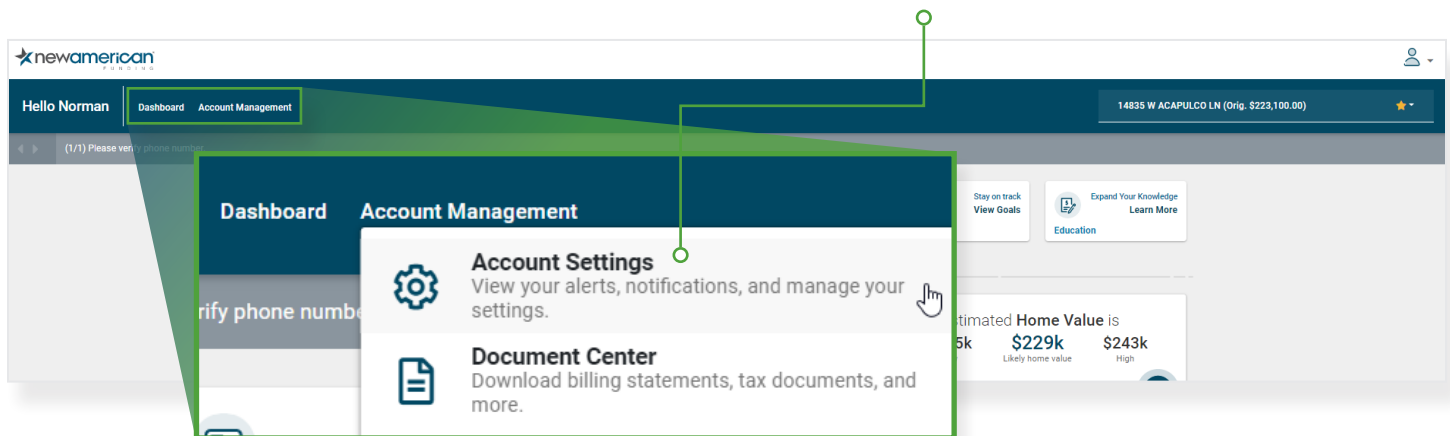 newamerican
FUNDING
Hello Norman
Dashboard Account Management
14835 W ACAPULCO LN (Orig. $223,100.00)
(1/1) Please verify phone number
Dashboard Account Management
Account Settings
View your alerts, notifications, and manage your
settings.
rify phone numbe
Document Center
Download billing statements, tax documents, and
more.
Stay on track
View Goals
Expand Your Knowledge
Learn More
Education
timated Home Value is
5k $229k $243k
Likely home value High